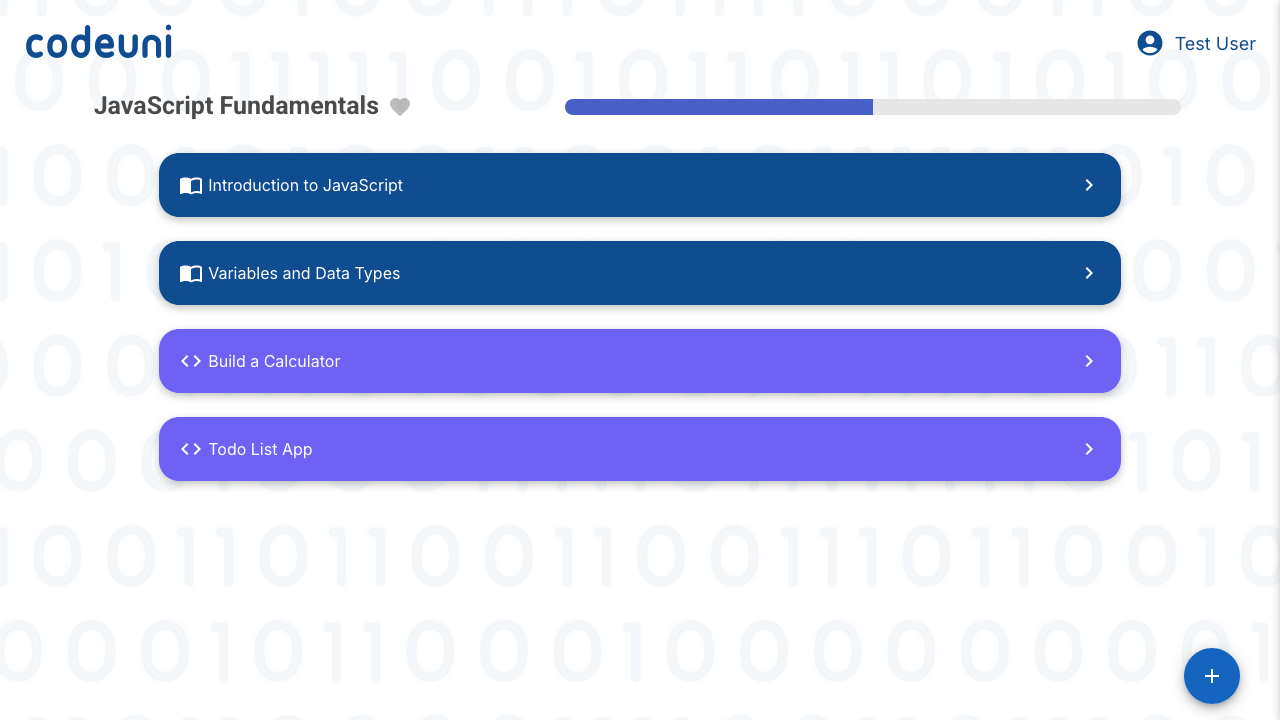 codeuni
Test User
JavaScript Fundamentals
Introduction to JavaScript
Variables and Data Types
Build a Calculator
Todo List App